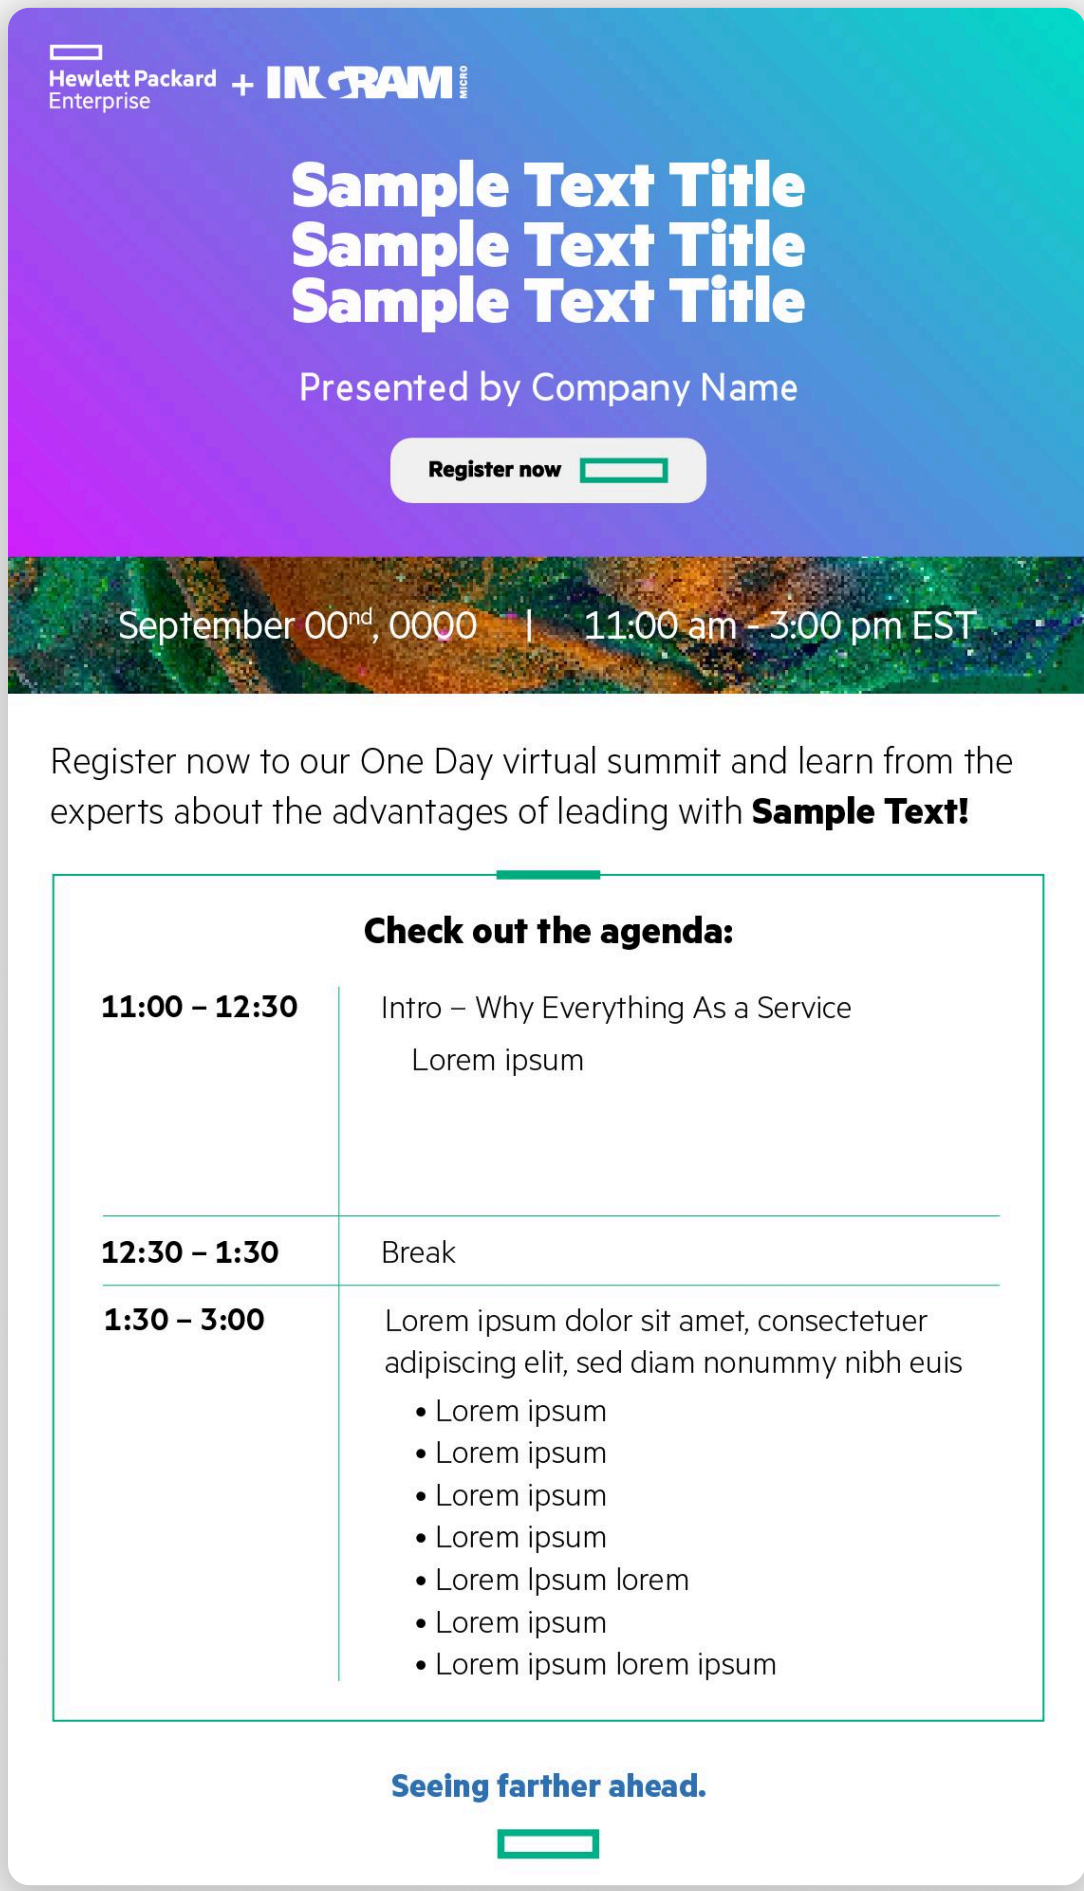 Hewlett Packard
Enterprise
+
INGRAM MICRO
Sample Text Title
Sample Text Title
Sample Text Title
Presented by Company Name
Register now
September 00nd, 0000 | 11:00 am - 3:00 pm EST
Register now to our One Day virtual summit and learn from the
experts about the advantages of leading with Sample Text!
Check out the agenda:
11:00 – 12:30
Intro – Why Everything As a Service
Lorem ipsum
12:30 – 1:30
Break
1:30 – 3:00
Lorem ipsum dolor sit amet, consectetuer
adipiscing elit, sed diam nonummy nibh euis
• Lorem ipsum
• Lorem ipsum
• Lorem ipsum
• Lorem ipsum
• Lorem Ipsum lorem
• Lorem ipsum
• Lorem ipsum lorem ipsum
Seeing farther ahead.